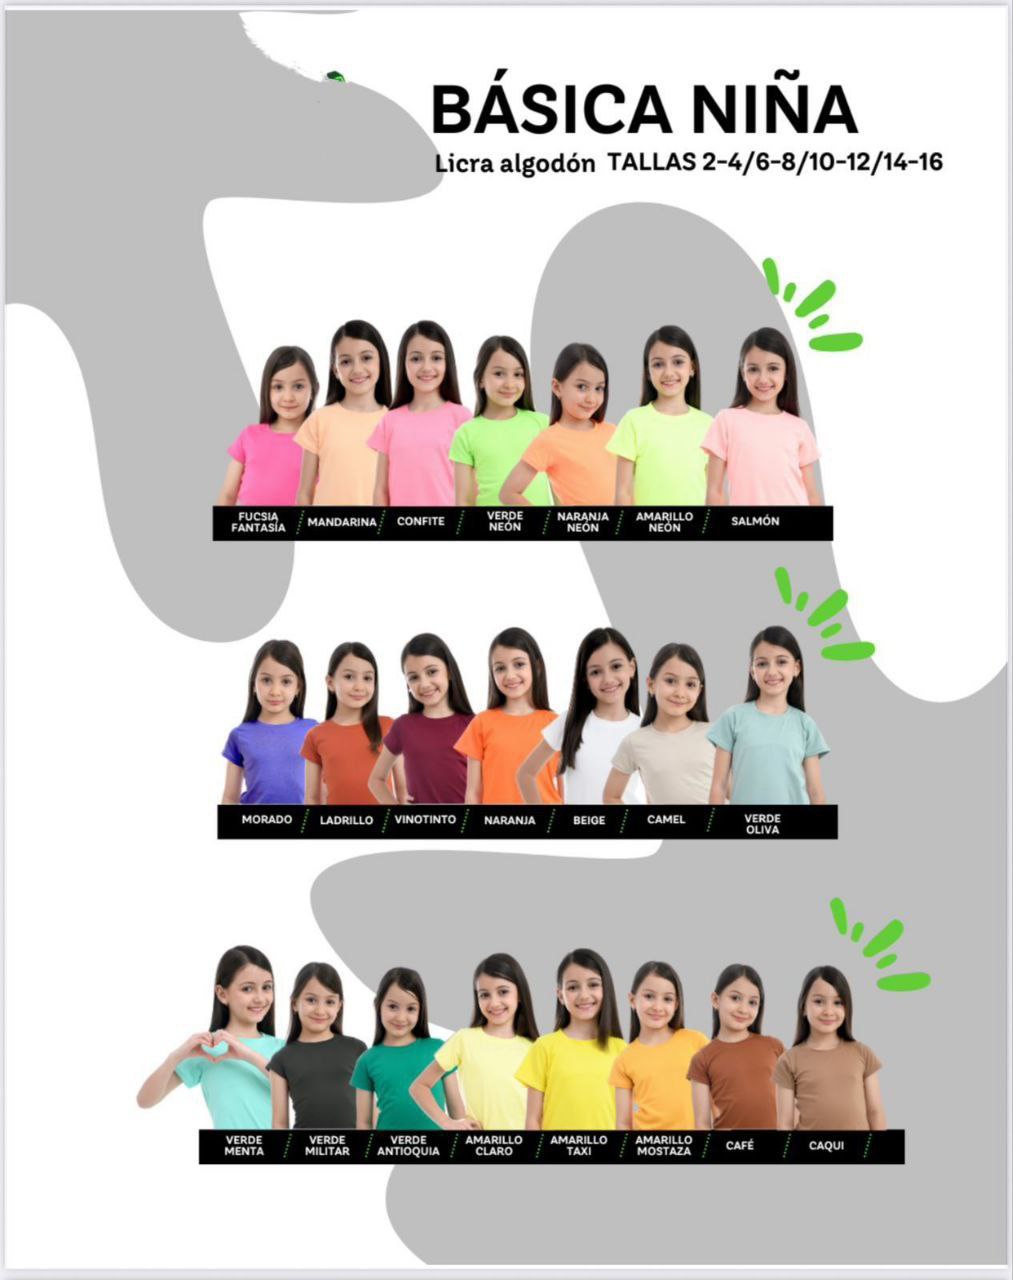 BÁSICA NIÑA
Licra algodón TALLAS 2-4/6-8/10-12/14-16
FUCSIA FANTASÍA / MANDARINA / CONFITE / VERDE NEÓN / NARANJA NEÓN / AMARILLO NEÓN / SALMÓN
MORADO / LADRILLO / VINOTINTO / NARANJA / BEIGE / CAMEL / VERDE OLIVA
VERDE MENTA / VERDE MILITAR / VERDE ANTIOQUIA / AMARILLO CLARO / AMARILLO TAXI / AMARILLO MOSTAZA / CAFÉ / CAQUI /